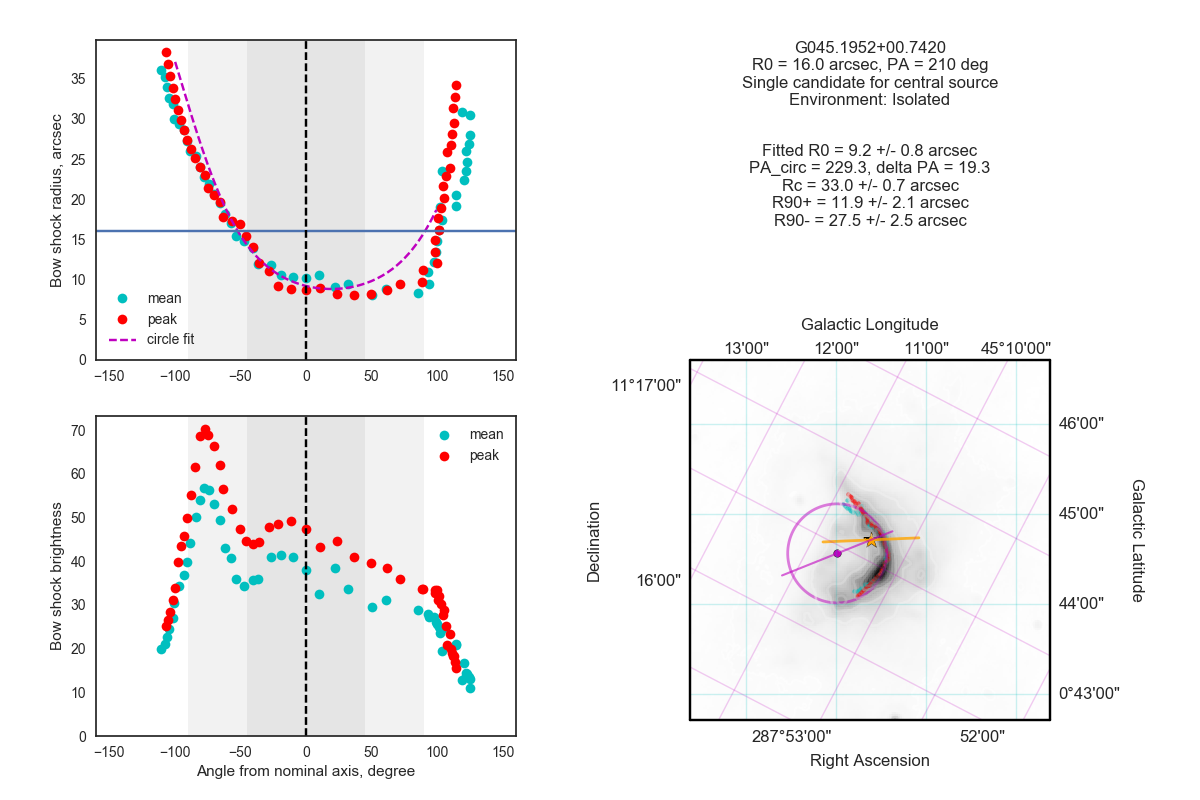 Bow shock radius, arcsec
35
30
25
20
15
10
5
0
−150
−100
−50
0
50
100
150
mean
peak
circle fit
Bow shock brightness
70
60
50
40
30
20
10
0
mean
peak
−150
−100
−50
0
50
100
150
Angle from nominal axis, degree
G045.1952+00.7420
R0 = 16.0 arcsec, PA = 210 deg
Single candidate for central source
Environment: Isolated
Fitted R0 = 9.2 +/- 0.8 arcsec
PA_circ = 229.3, delta PA = 19.3
Rc = 33.0 +/- 0.7 arcsec
R90+ = 11.9 +/- 2.1 arcsec
R90- = 27.5 +/- 2.5 arcsec
Galactic Longitude
13'00"
12'00"
11'00"
45°10'00"
11°17'00"
16'00"
Declination
46'00"
45'00"
44'00"
0°43'00"
Galactic Latitude
287°53'00"
52'00"
Right Ascension